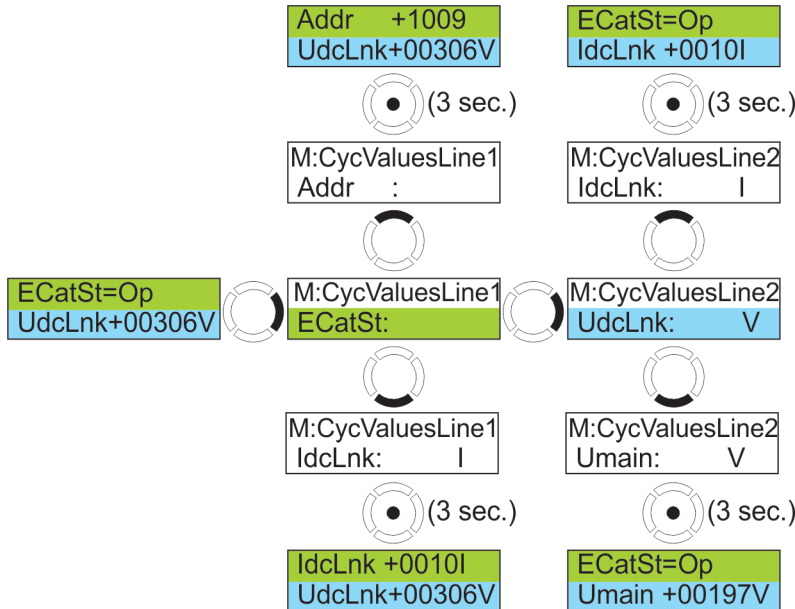 Addr +1009
UdcLnk+00306V
ECatSt=Op
IdcLnk +0010I
(3 sec.)
(3 sec.)
M:CycValuesLine1
Addr :
M:CycValuesLine2
IdcLnk: I
ECatSt=Op
UdcLnk+00306V
M:CycValuesLine1
ECatSt:
M:CycValuesLine2
UdcLnk: V
M:CycValuesLine1
IdcLnk: I
M:CycValuesLine2
Umain: V
(3 sec.)
(3 sec.)
IdcLnk +0010I
UdcLnk+00306V
ECatSt=Op
Umain +00197V